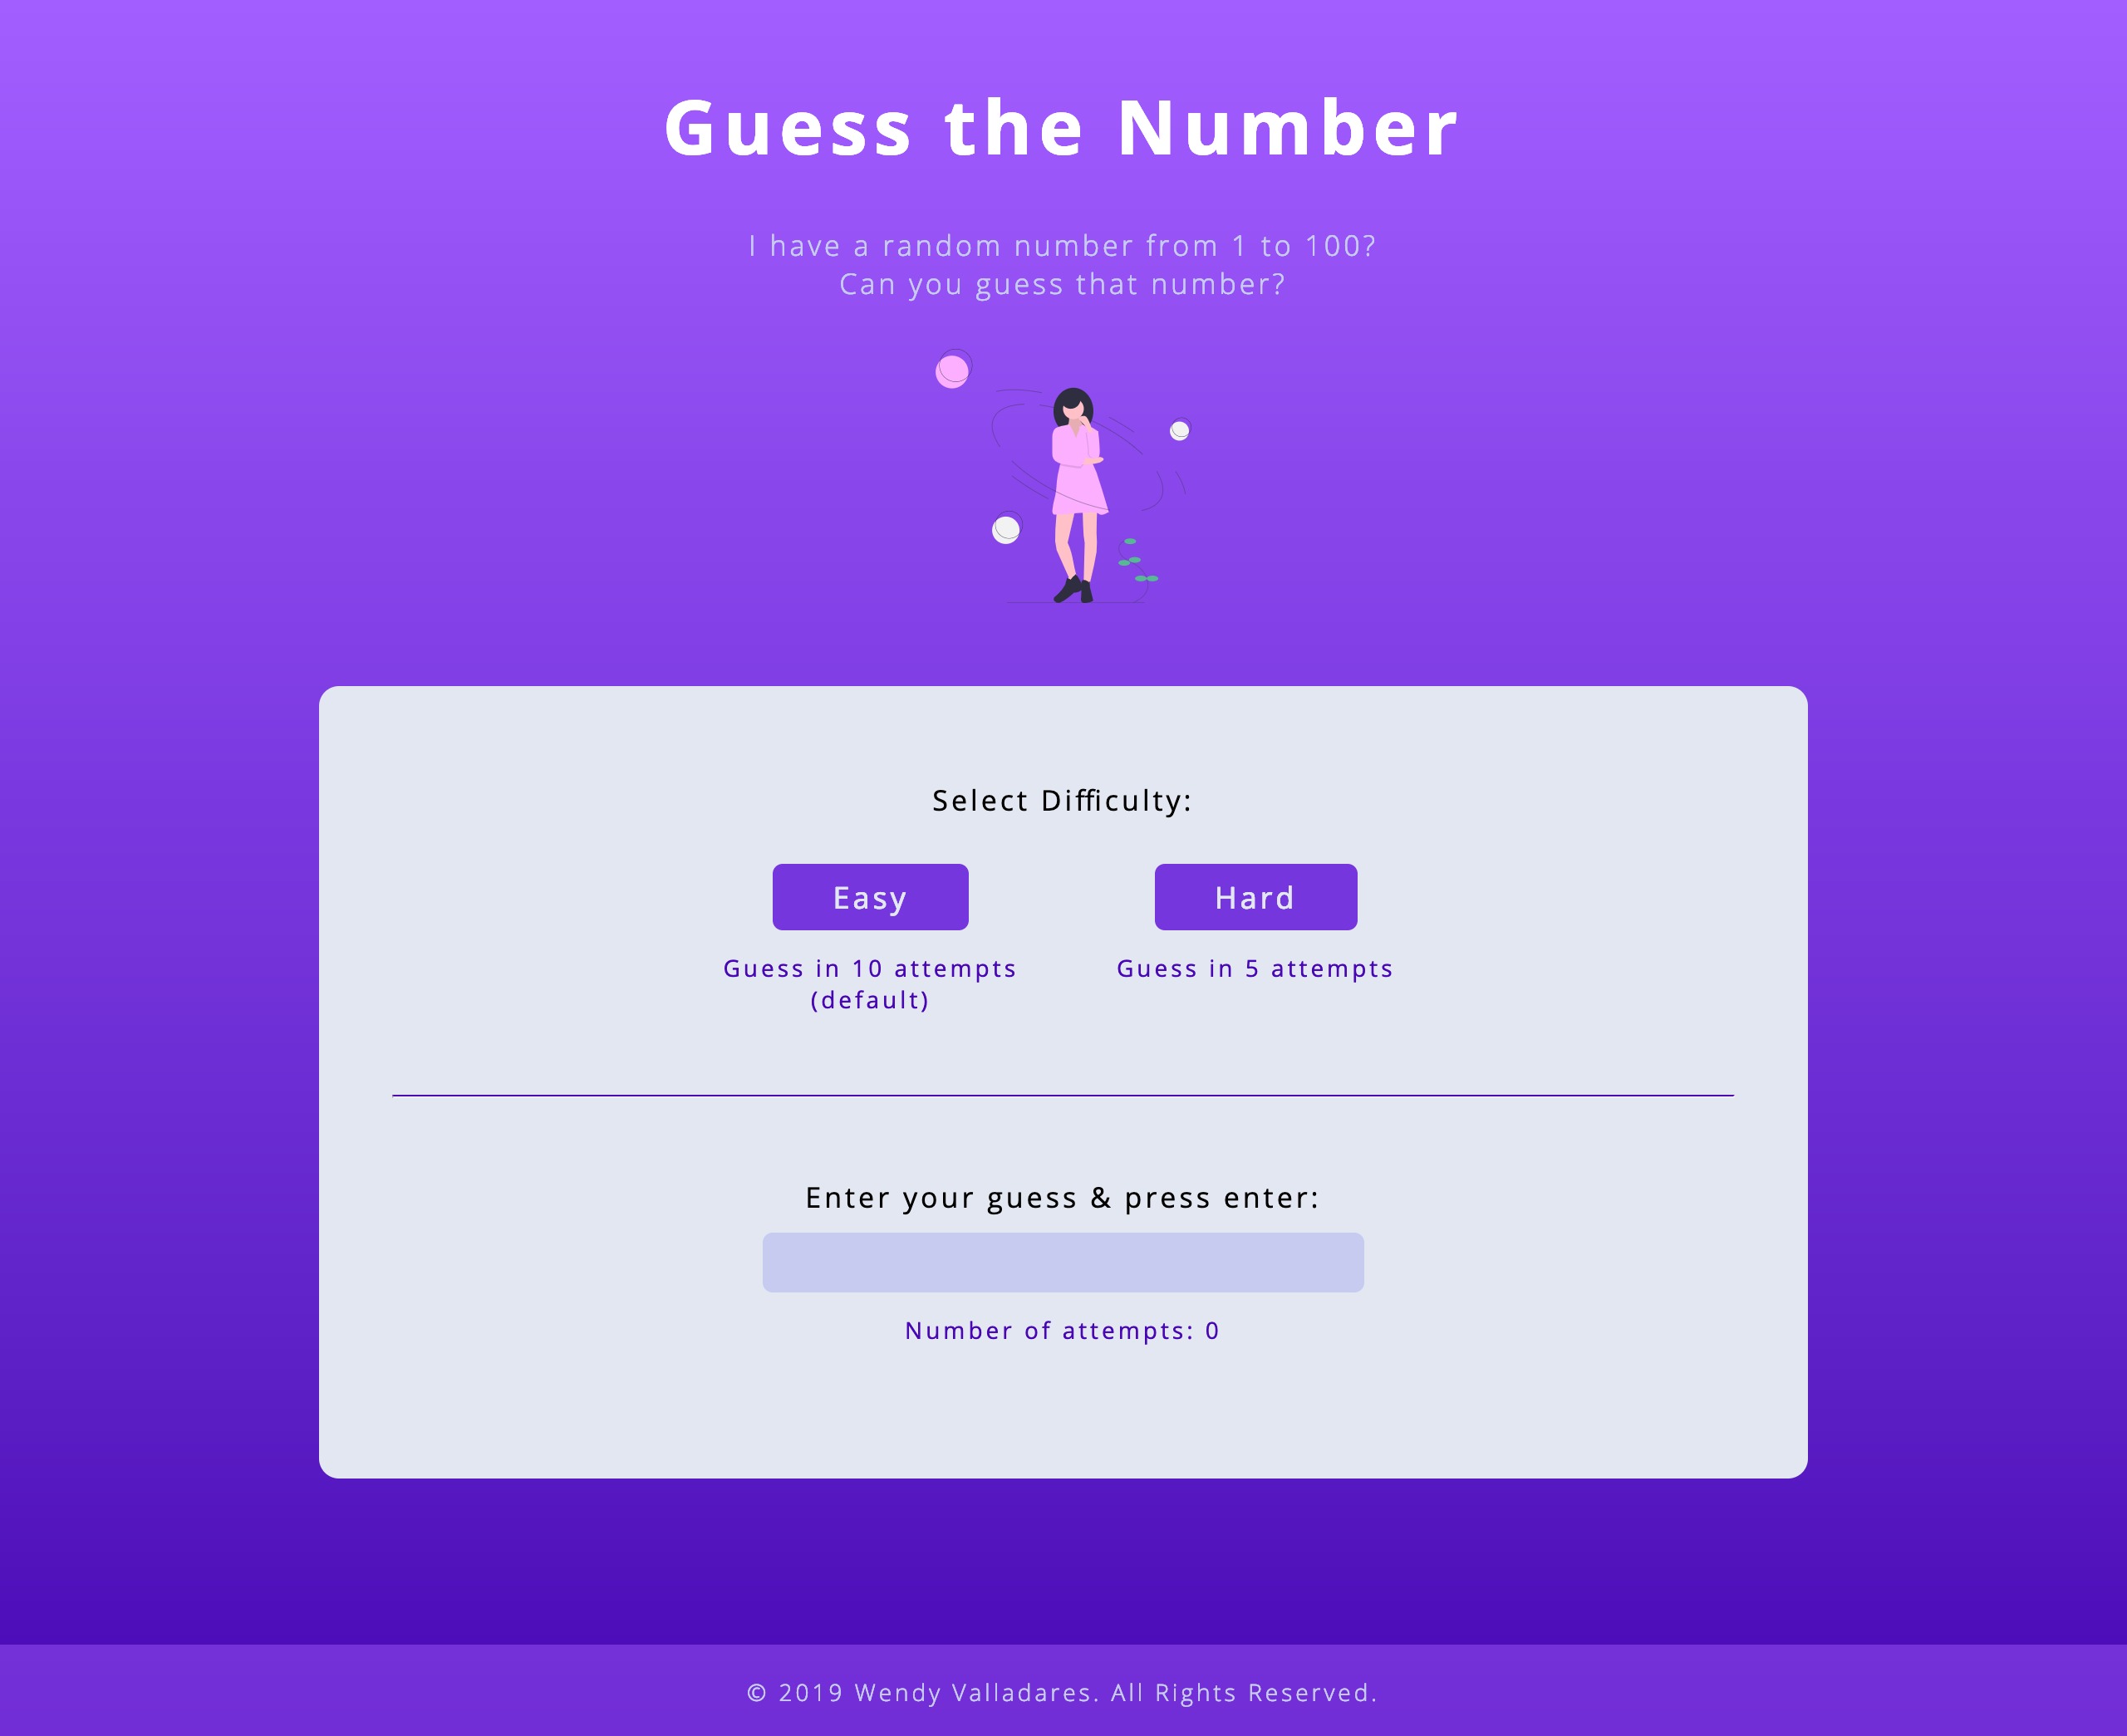 Guess the Number
I have a random number from 1 to 100?
Can you guess that number?
Select Difficulty:
Easy
Hard
Guess in 10 attempts
(default)
Guess in 5 attempts
Enter your guess & press enter:
Number of attempts: 0
© 2019 Wendy Valladares. All Rights Reserved.